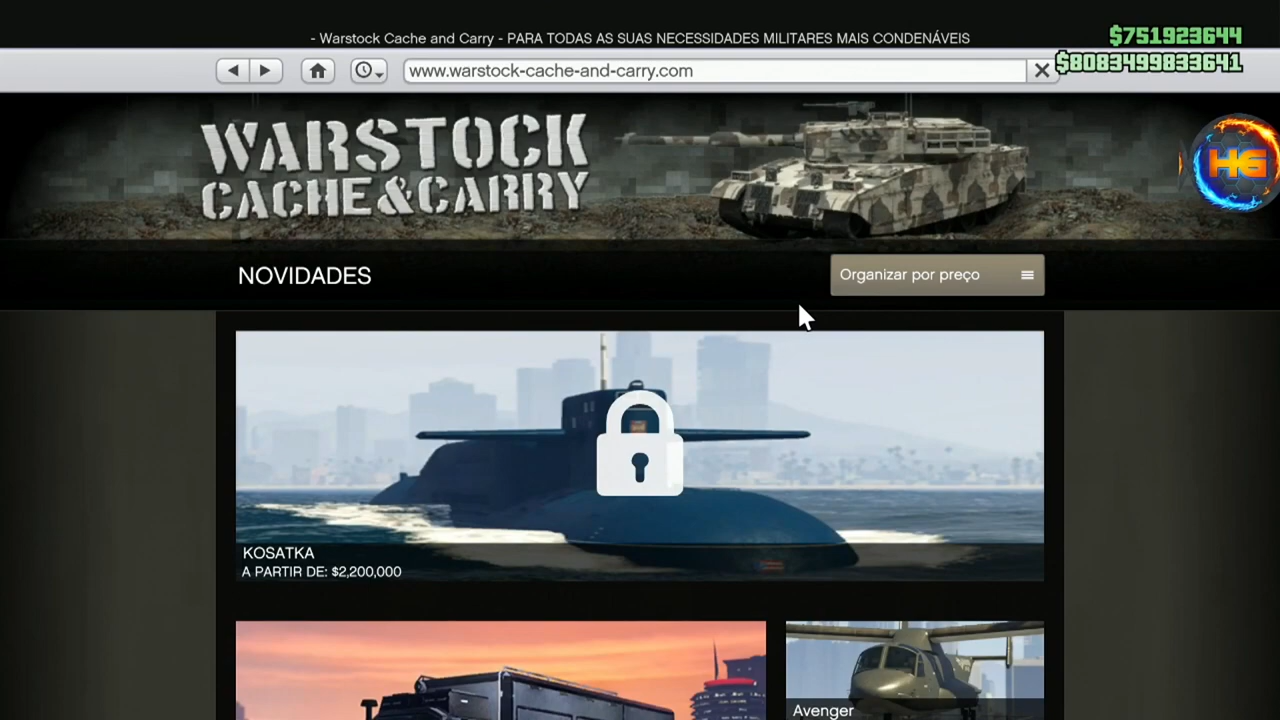 - Warstock Cache and Carry - PARA TODAS AS SUAS NECESSIDADES MILITARES MAIS CONDENÁVEIS
$751923644
$8083499833641
www.warstock-cache-and-carry.com
WARSTOCK
CACHE&CARRY
HG
NOVIDADES
Organizar por preço
KOSATKA
A PARTIR DE: $2,200,000
Avenger